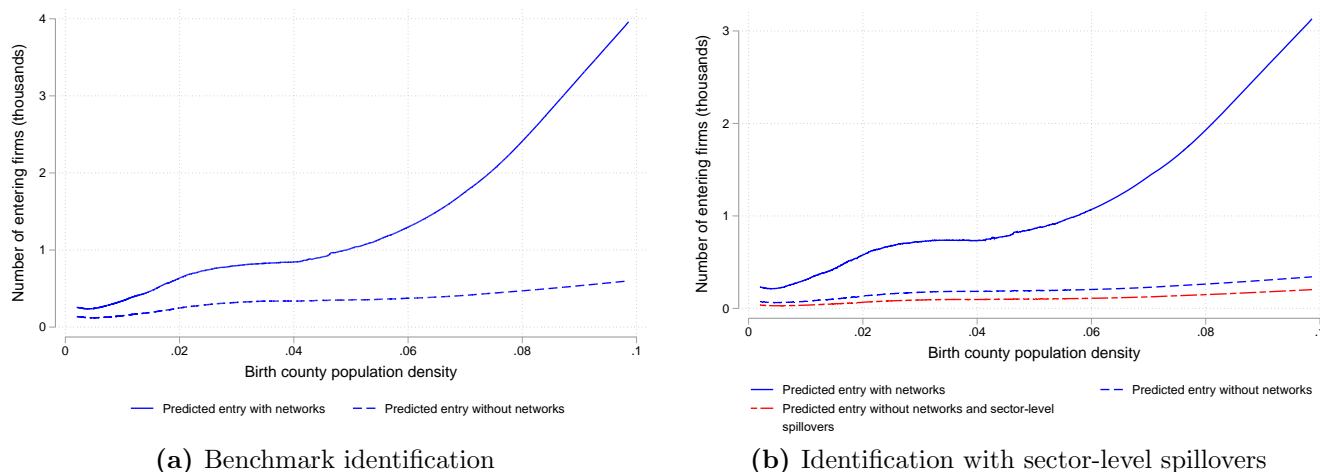 Number of entering firms (thousands)
4
3
2
1
0
0
.02
.04
.06
.08
.1
Birth county population density
Predicted entry with networks
Predicted entry without networks
(a) Benchmark identification
Number of entering firms (thousands)
3
2
1
0
0
.02
.04
.06
.08
.1
Birth county population density
Predicted entry with networks
Predicted entry without networks
Predicted entry without networks and sector-level
spillovers
(b) Identification with sector-level spillovers